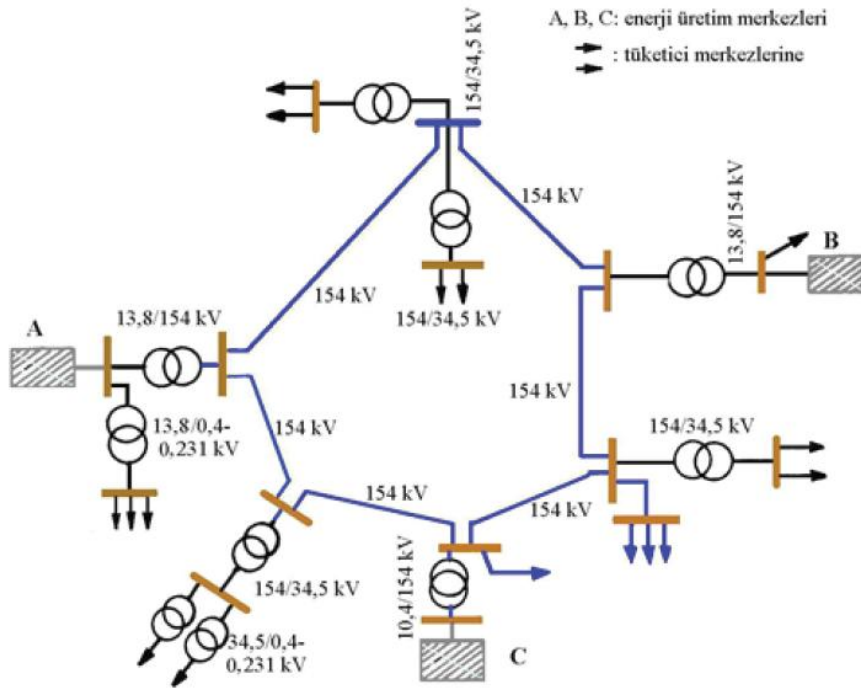 A, B, C: enerji üretim merkezleri
: tüketici merkezlerine
154/34,5 kV
154 kV
13,8/154 kV
B
154 kV
154/34,5 kV
13,8/154 kV
A
154 kV
154/34,5 kV
13,8/0,4-
0,231 kV
154 kV
154 kV
154 kV
10,4/154 kV
154/34,5 kV
34,5/0,4-
0,231 kV
C